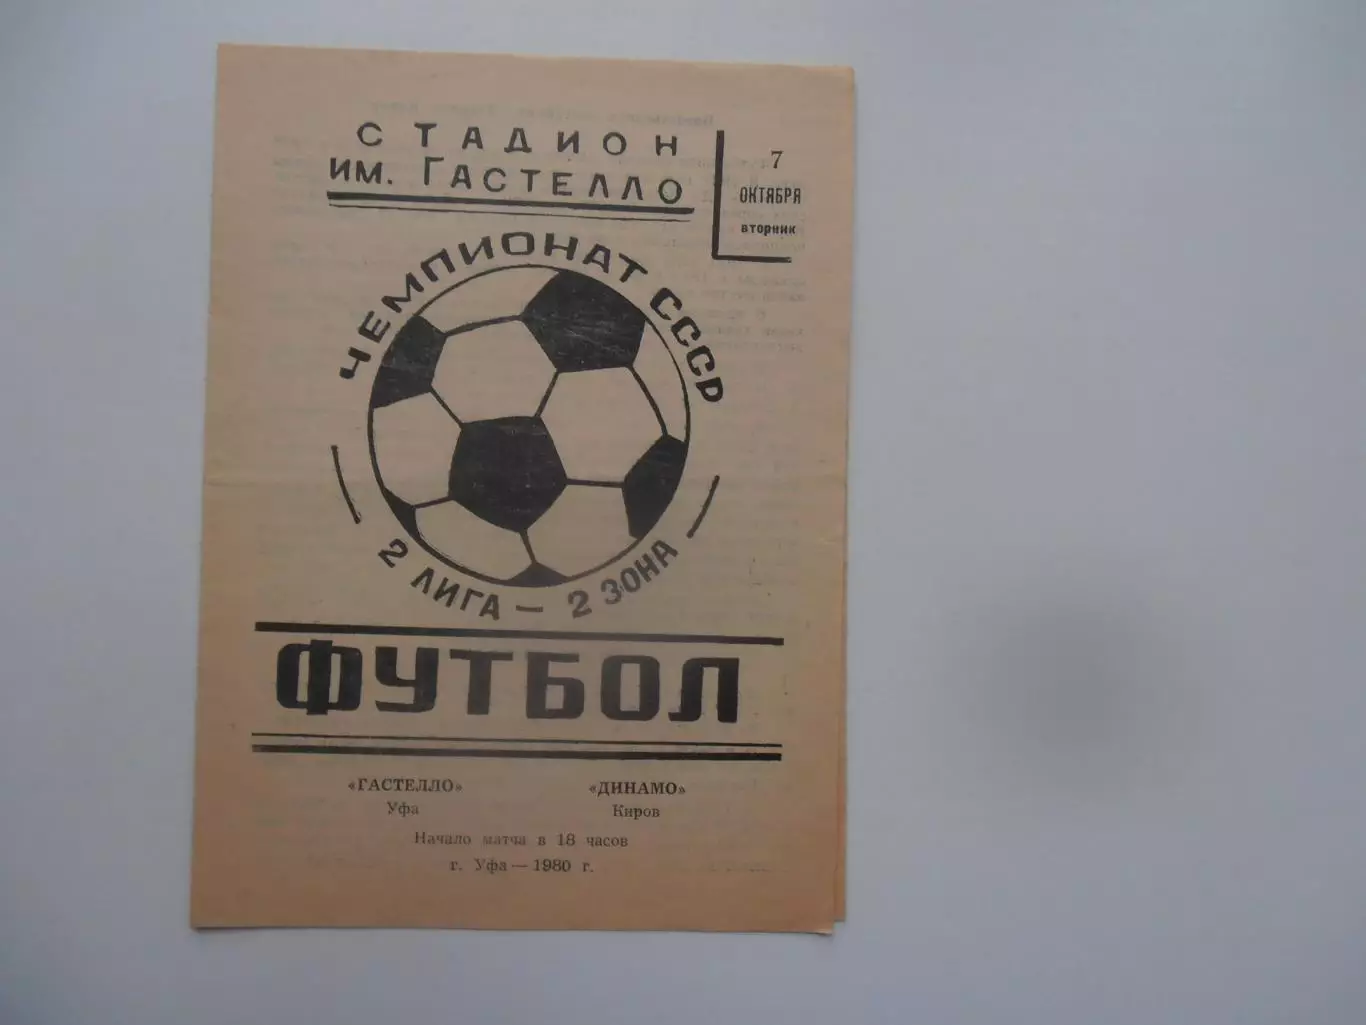 СТАДИОН
ИМ. ГАСТЕЛЛО
7
ОКТЯБРЯ
вторник
ЧЕМПИОНАТ СССР
2 ЛИГА — 2 ЗОНА
ФУТБОЛ
«ГАСТЕЛЛО»
Уфа
«ДИНАМО»
Киров
Начало матча в 18 часов
г. Уфа — 1980 г.